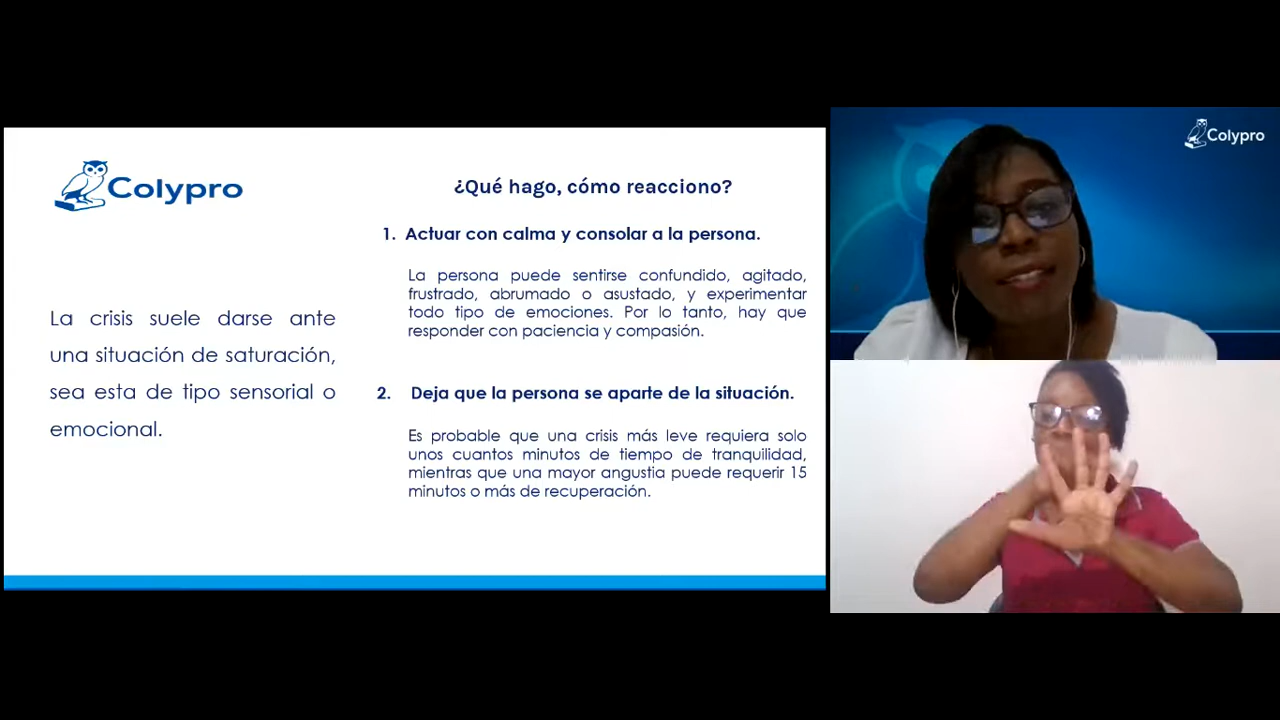 Colypro
La crisis suele darse ante
una situación de saturación,
sea esta de tipo sensorial o
emocional.
¿Qué hago, cómo reacciono?
1. Actuar con calma y consolar a la persona.
La persona puede sentirse confundido, agitado,
frustrado, abrumado o asustado, y experimentar
todo tipo de emociones. Por lo tanto, hay que
responder con paciencia y compasión.
2. Deja que la persona se aparte de la situación.
Es probable que una crisis más leve requiera solo
unos cuantos minutos de tiempo de tranquilidad,
mientras que una mayor angustia puede requerir 15
minutos o más de recuperación.
Colypro